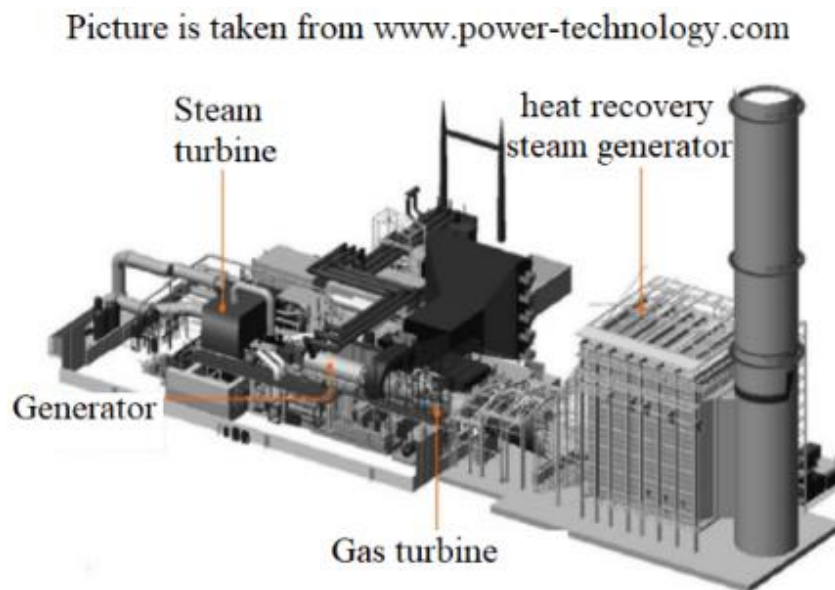 Picture is taken from www.power-technology.com
Steam
turbine
heat recovery
steam generator
Generator
Gas turbine